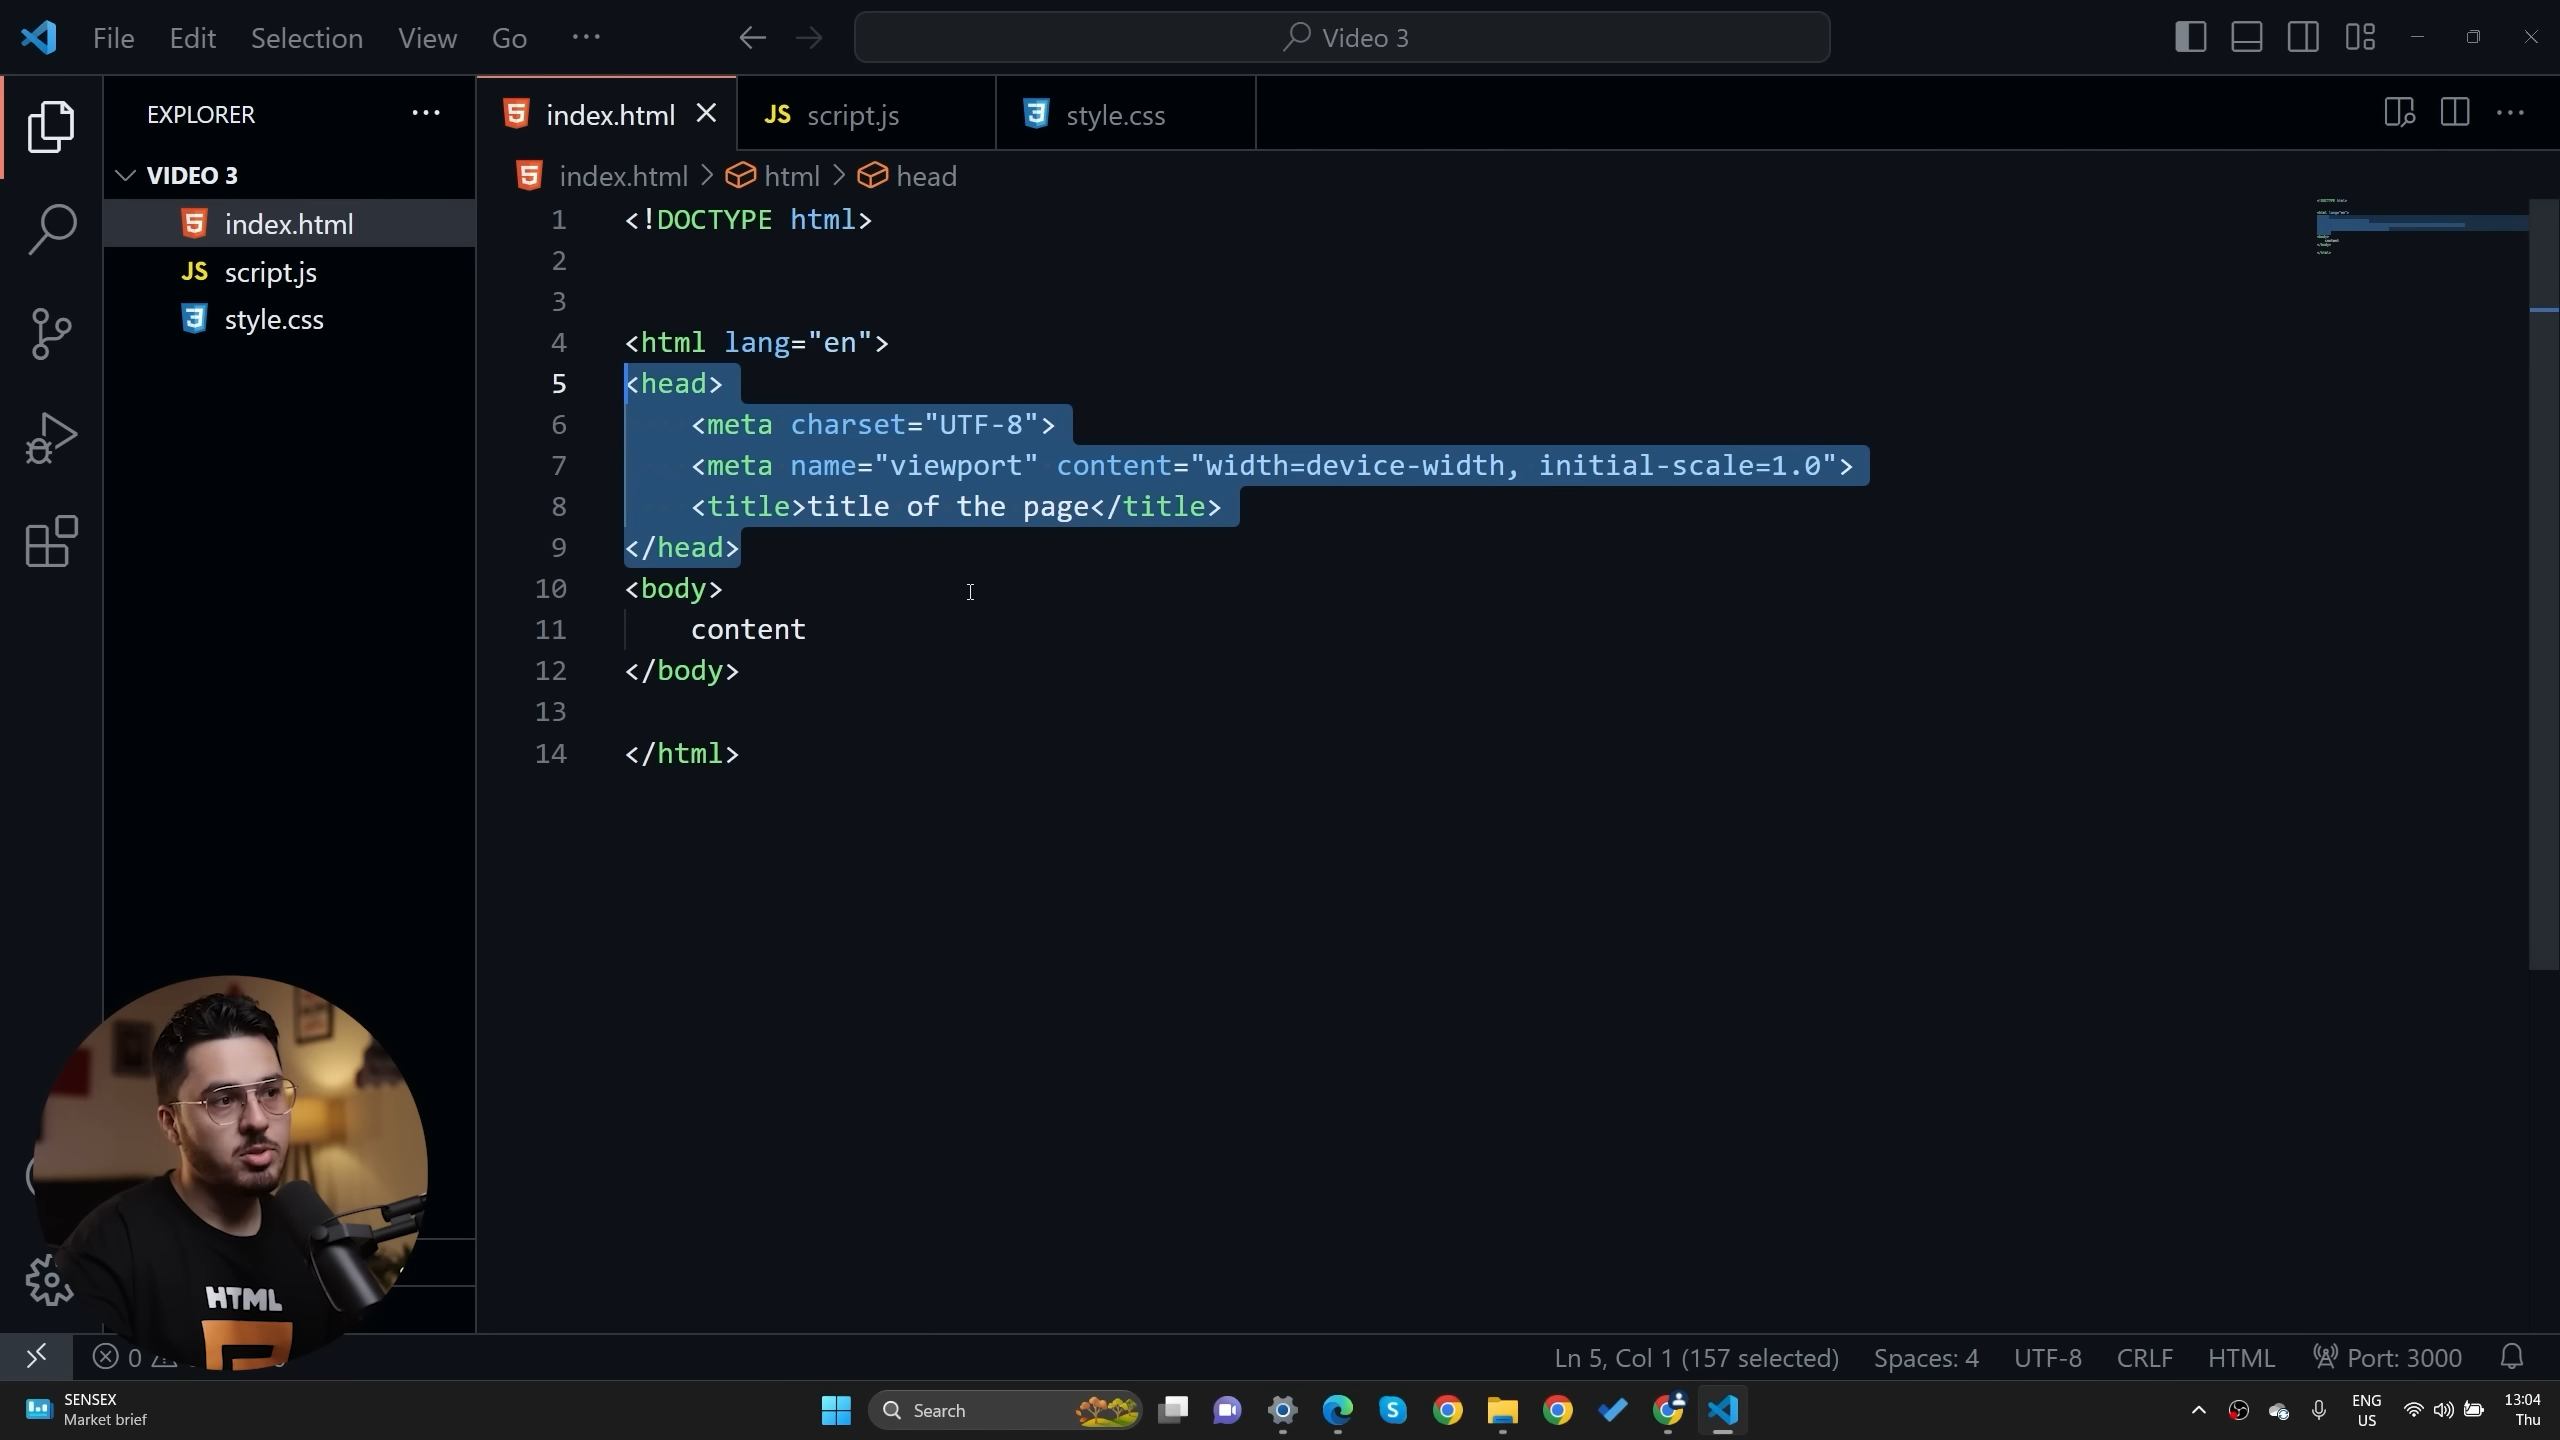 File Edit Selection View Go ··· Video 3
EXPLORER ···
VIDEO 3
index.html
JS script.js
style.css
index.html JS script.js style.css
index.html > html > head
1 <!DOCTYPE html>
2
3
4 <html lang="en">
5 <head>
6 <meta charset="UTF-8">
7 <meta name="viewport" content="width=device-width, initial-scale=1.0">
8 <title>title of the page</title>
9 </head>
10 <body>
11 content
12 </body>
13
14 </html>
HTML
0
Ln 5, Col 1 (157 selected) Spaces: 4 UTF-8 CRLF HTML Port: 3000
SENSEX
Market brief
Search
ENG
US
13:04
Thu